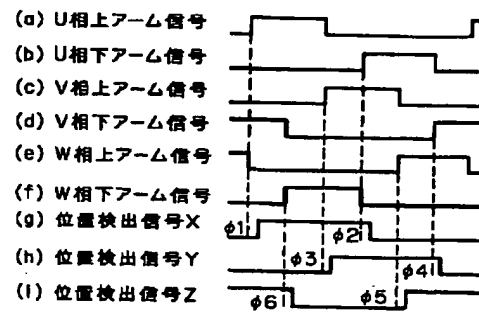 (a) U相上アーム信号
(b) U相下アーム信号
(c) V相上アーム信号
(d) V相下アーム信号
(e) W相上アーム信号
(f) W相下アーム信号
(g) 位置検出信号X
φ1
φ2
(h) 位置検出信号Y
φ3
φ4
(i) 位置検出信号Z
φ6
φ5